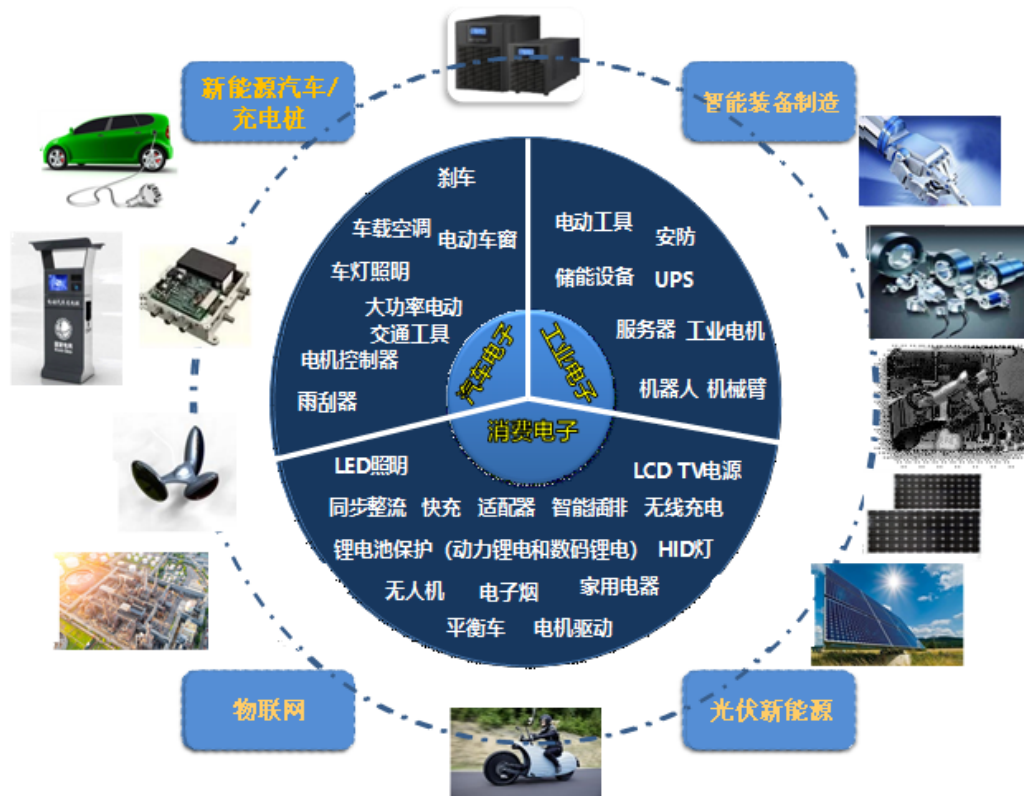 新能源汽车/
充电桩
智能装备制造
刹车
车载空调
电动车窗
车灯照明
大功率电动
交通工具
电机控制器
雨刮器
电动工具
安防
储能设备
UPS
服务器
工业电机
机器人
机械臂
汽车电子
工业电子
消费电子
LED照明
LCD TV电源
同步整流 快充 适配器 智能插排 无线充电
锂电池保护（动力锂电和数码锂电） HID灯
无人机 电子烟 家用电器
平衡车 电机驱动
物联网
光伏新能源